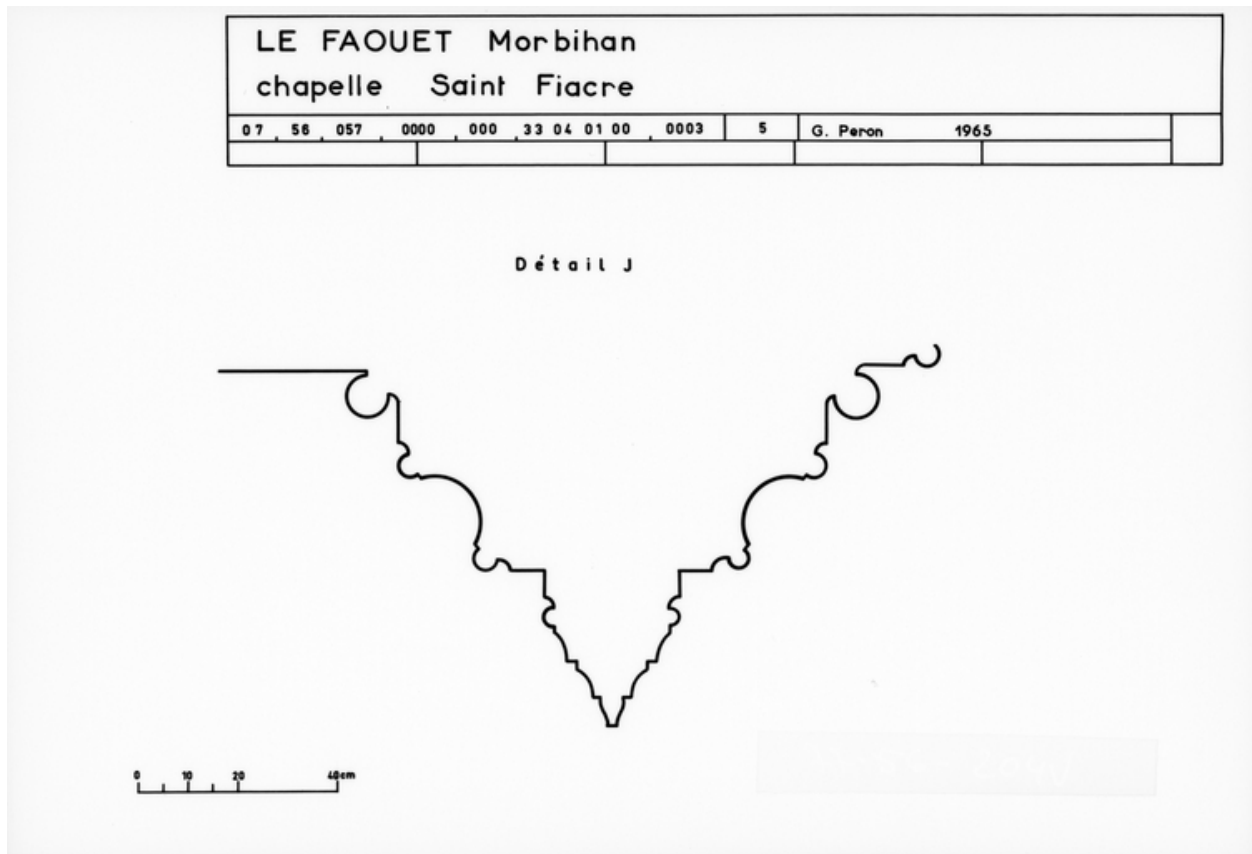 LE FAOUET Morbihan
chapelle Saint Fiacre
07 56 057 0000 000 33 04 01 00 0003 5 G. Peron 1965
Détail J
0 10 20 40cm